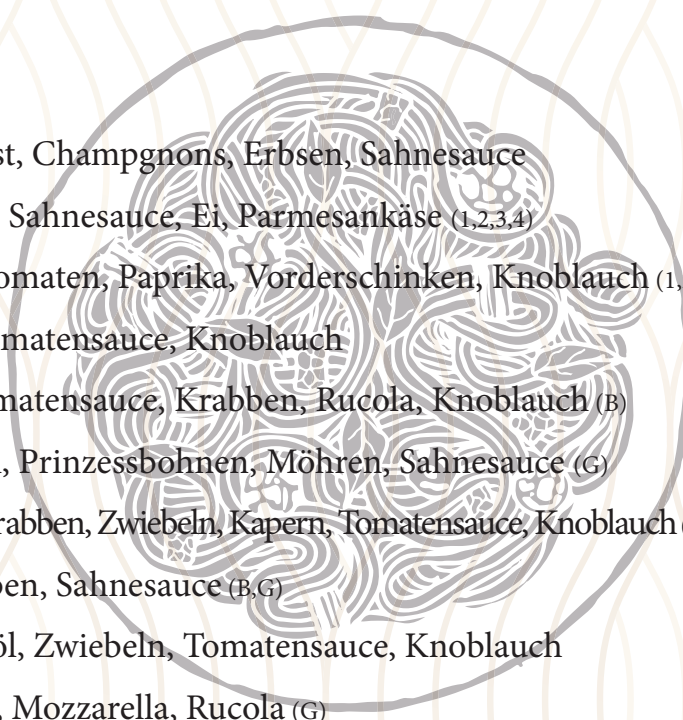 st, Champgnons, Erbsen, Sahnesauce
Sahnesauce, Ei, Parmesankäse (1,2,3,4)
omaten, Paprika, Vorderschinken, Knoblauch (1,
matensauce, Knoblauch
matensauce, Krabben, Rucola, Knoblauch (B)
, Prinzessbohnen, Möhren, Sahnesauce (G)
rabben, Zwiebeln, Kapern, Tomatensauce, Knoblauch
en, Sahnesauce (B,G)
öl, Zwiebeln, Tomatensauce, Knoblauch
, Mozzarella, Rucola (G)